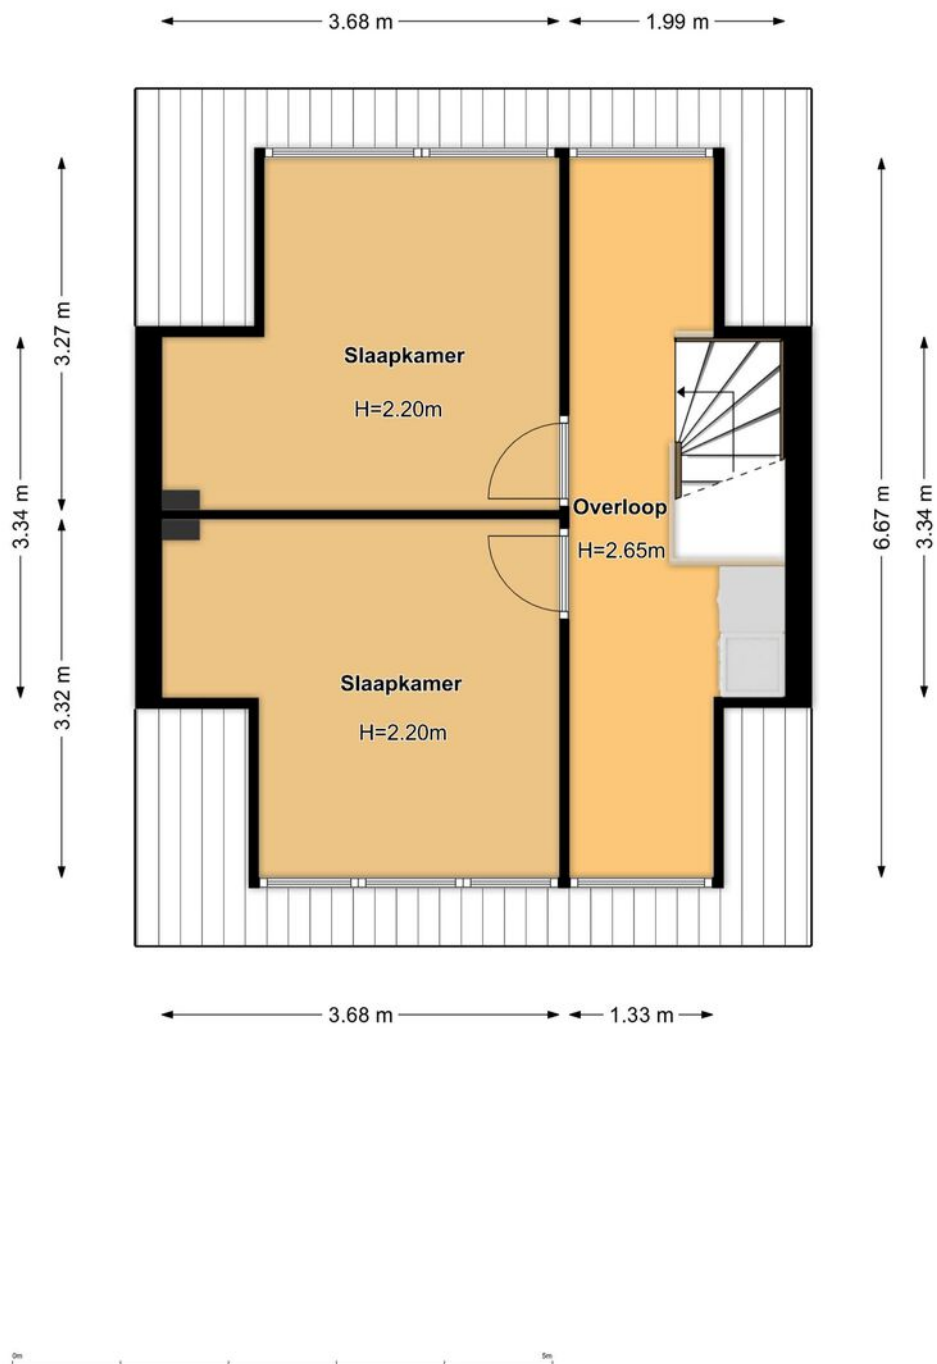 3.68 m
1.99 m
3.27 m
3.34 m
3.32 m
6.67 m
3.34 m
Slaapkamer
H=2.20m
Overloop
H=2.65m
Slaapkamer
H=2.20m
3.68 m
1.33 m
0m
5m